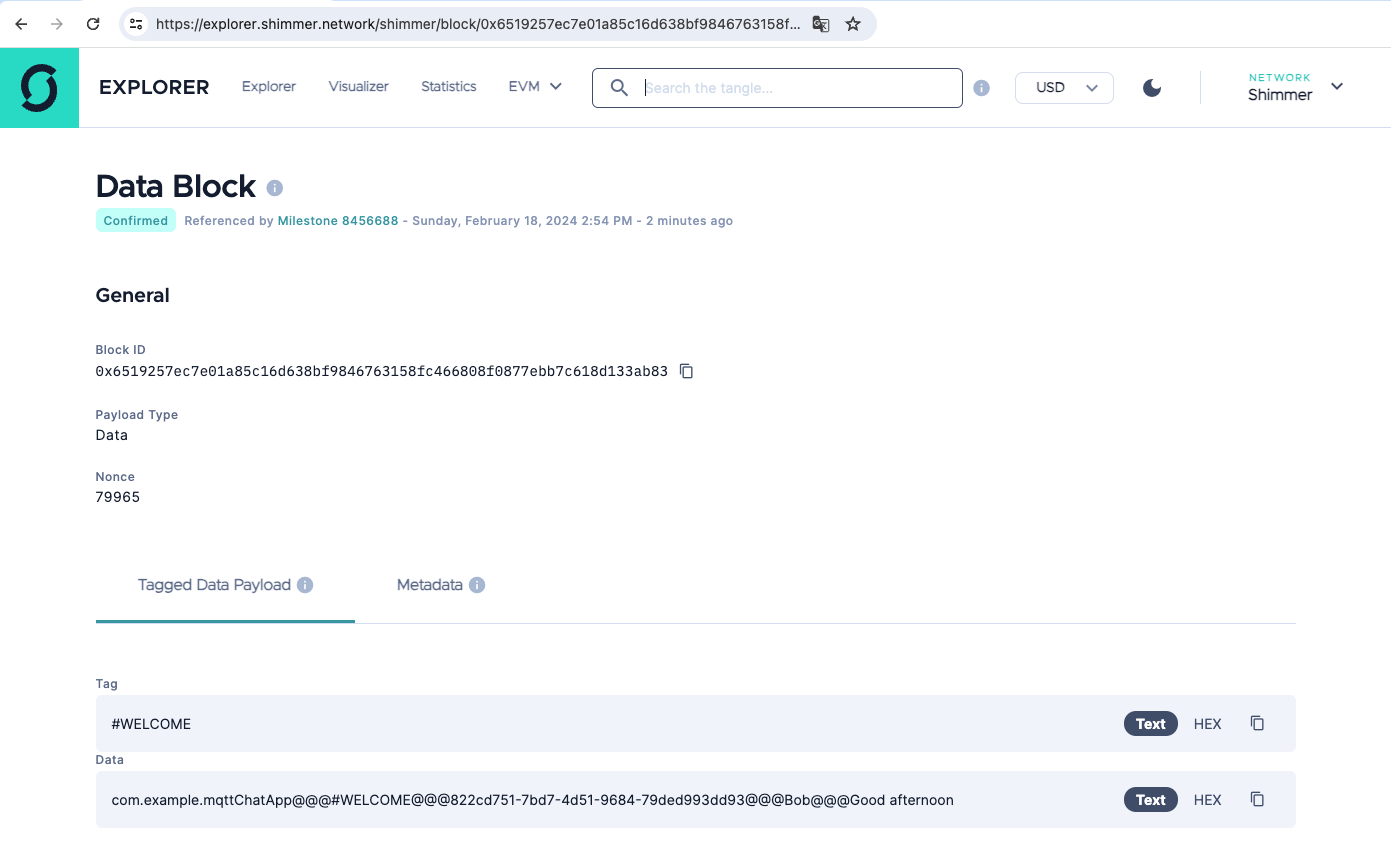 https://explorer.shimmer.network/shimmer/block/0x6519257ec7e01a85c16d638bf9846763158f...
EXPLORER Explorer Visualizer Statistics EVM Search the tangle... USD NETWORK
Shimmer
Data Block
Confirmed Referenced by Milestone 8456688 - Sunday, February 18, 2024 2:54 PM - 2 minutes ago
General
Block ID
0x6519257ec7e01a85c16d638bf9846763158fc466808f0877ebb7c618d133ab83
Payload Type
Data
Nonce
79965
Tagged Data Payload Metadata
Tag
#WELCOME Text HEX
Data
com.example.mqttChatApp@@@#WELCOME@@@822cd751-7bd7-4d51-9684-79ded993dd93@@@Bob@@@Good afternoon Text HEX